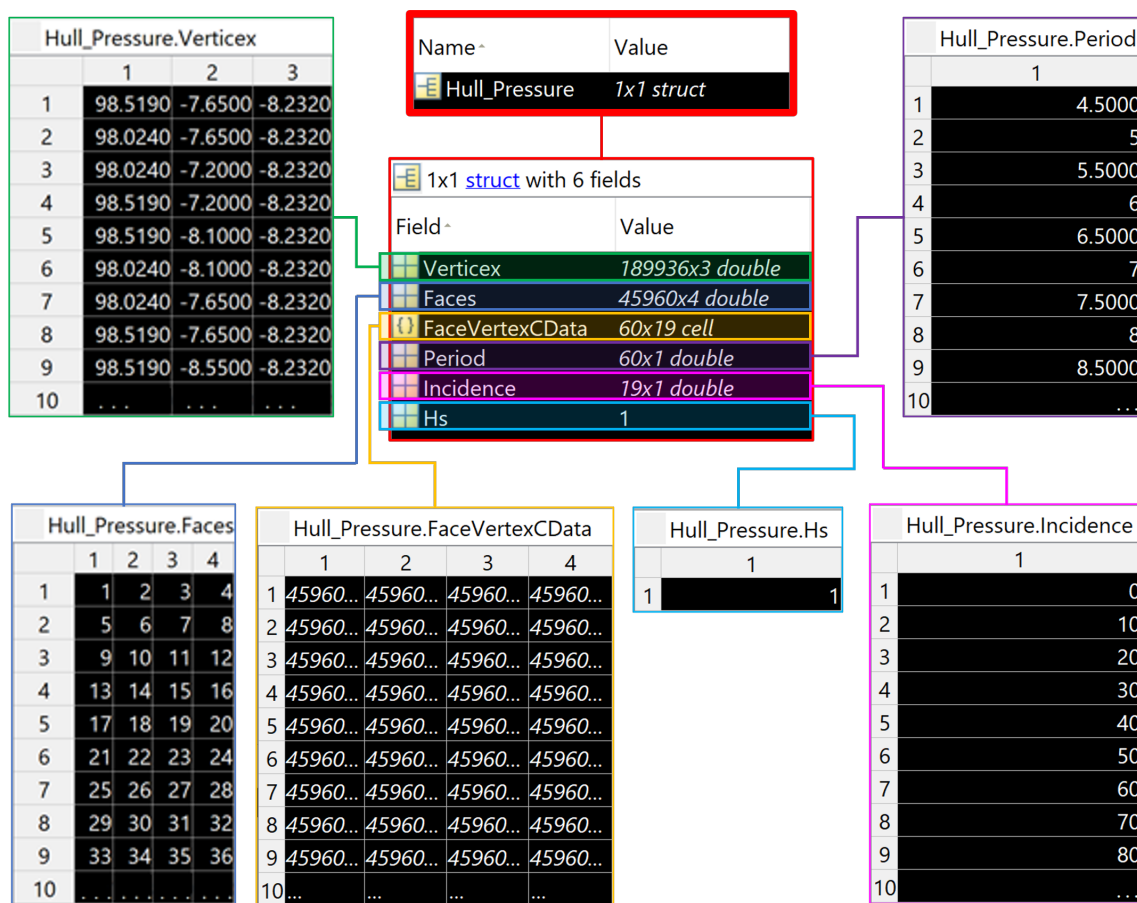 Hull_Pressure.Verticex
1 2 3
1 98.5190 -7.6500 -8.2320
2 98.0240 -7.6500 -8.2320
3 98.0240 -7.2000 -8.2320
4 98.5190 -7.2000 -8.2320
5 98.5190 -8.1000 -8.2320
6 98.0240 -8.1000 -8.2320
7 98.0240 -7.6500 -8.2320
8 98.5190 -7.6500 -8.2320
9 98.5190 -8.5500 -8.2320
10 ... ... ...
Name Value
Hull_Pressure 1x1 struct
1x1 struct with 6 fields
Field Value
Verticex 189936x3 double
Faces 45960x4 double
{} FaceVertexCData 60x19 cell
Period 60x1 double
Incidence 19x1 double
Hs 1
Hull_Pressure.Period
1
1 4.5000
2 5
3 5.5000
4 6
5 6.5000
6 7
7 7.5000
8 8
9 8.5000
10 ...
Hull_Pressure.Faces
1 2 3 4
1 1 2 3 4
2 5 6 7 8
3 9 10 11 12
4 13 14 15 16
5 17 18 19 20
6 21 22 23 24
7 25 26 27 28
8 29 30 31 32
9 33 34 35 36
10 ... ... ... ...
Hull_Pressure.FaceVertexCData
1 2 3 4
1 45960... 45960... 45960... 45960...
2 45960... 45960... 45960... 45960...
3 45960... 45960... 45960... 45960...
4 45960... 45960... 45960... 45960...
5 45960... 45960... 45960... 45960...
6 45960... 45960... 45960... 45960...
7 45960... 45960... 45960... 45960...
8 45960... 45960... 45960... 45960...
9 45960... 45960... 45960... 45960...
10 ... ... ... ...
Hull_Pressure.Hs
1
1 1
Hull_Pressure.Incidence
1
1 0
2 10
3 20
4 30
5 40
6 50
7 60
8 70
9 80
10 ...